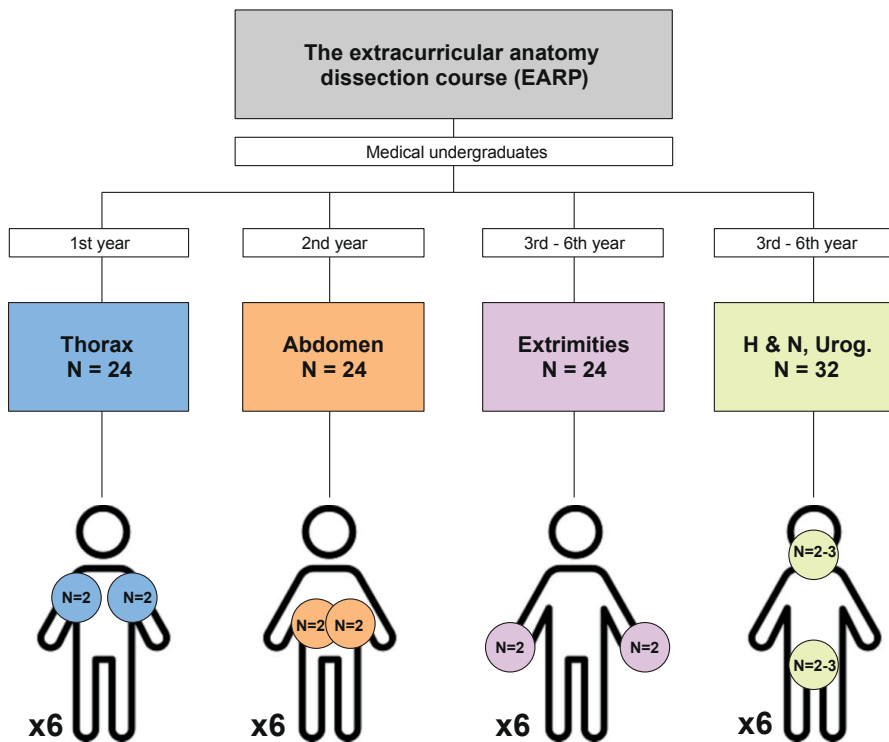 The extracurricular anatomy
dissection course (EARP)
Medical undergraduates
1st year
2nd year
3rd - 6th year
3rd - 6th year
Thorax
N = 24
Abdomen
N = 24
Extrimities
N = 24
H & N, Urog.
N = 32
N=2
N=2
N=2
N=2
N=2
N=2
N=2-3
N=2-3
x6
x6
x6
x6